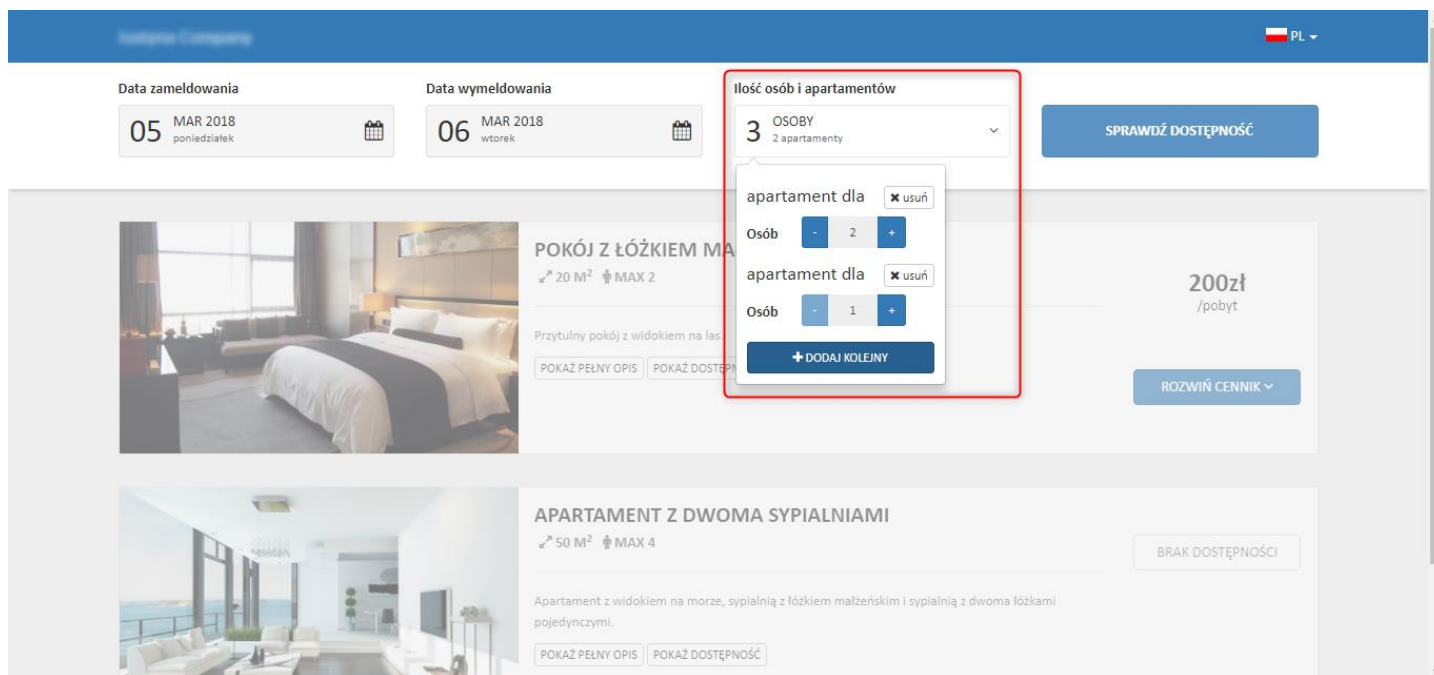 PL
Data zameldowania
Data wymeldowania
Ilość osób i apartamentów
05 MAR 2018
poniedziałek
06 MAR 2018
wtorek
3 OSOBY
2 apartamenty
SPRAWDŹ DOSTĘPNOŚĆ
apartament dla
usuń
Osób - 2 +
apartament dla
usuń
Osób - 1 +
DODAJ KOLEJNY
POKÓJ Z ŁÓŻKIEM
20 M² MAX 2
Przytulny pokój z widokiem na las.
POKAŻ PEŁNY OPIS
POKAŻ
200zł
/pobyt
ROZWIŃ CENNIK
APARTAMENT Z DWOMA SYPIALNIAMI
50 M² MAX 4
BRAK DOSTĘPNOŚCI
Apartament z widokiem na morze, sypialnią z łóżkiem małżeńskim i sypialnią z dwoma łóżkami
pojedynczymi.
POKAŻ PEŁNY OPIS
POKAŻ DOSTĘPNOŚĆ